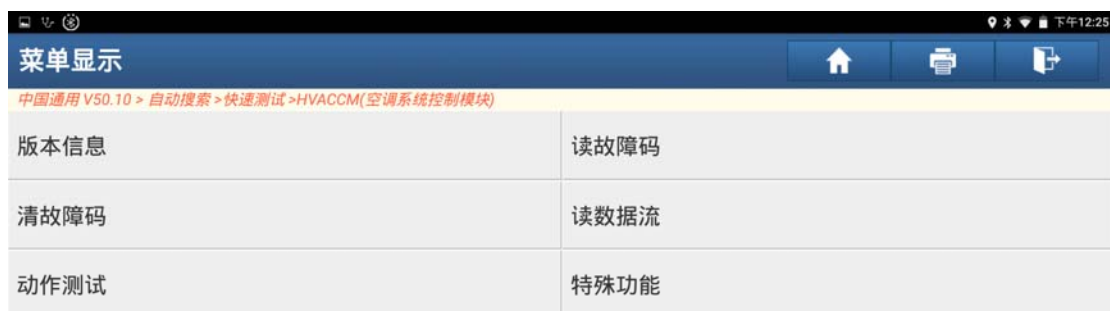 下午12:25
菜单显示
中国通用 V50.10 > 自动搜索 >快速测试 >HVACCM(空调系统控制模块)
版本信息 读故障码
清故障码 读数据流
动作测试 特殊功能